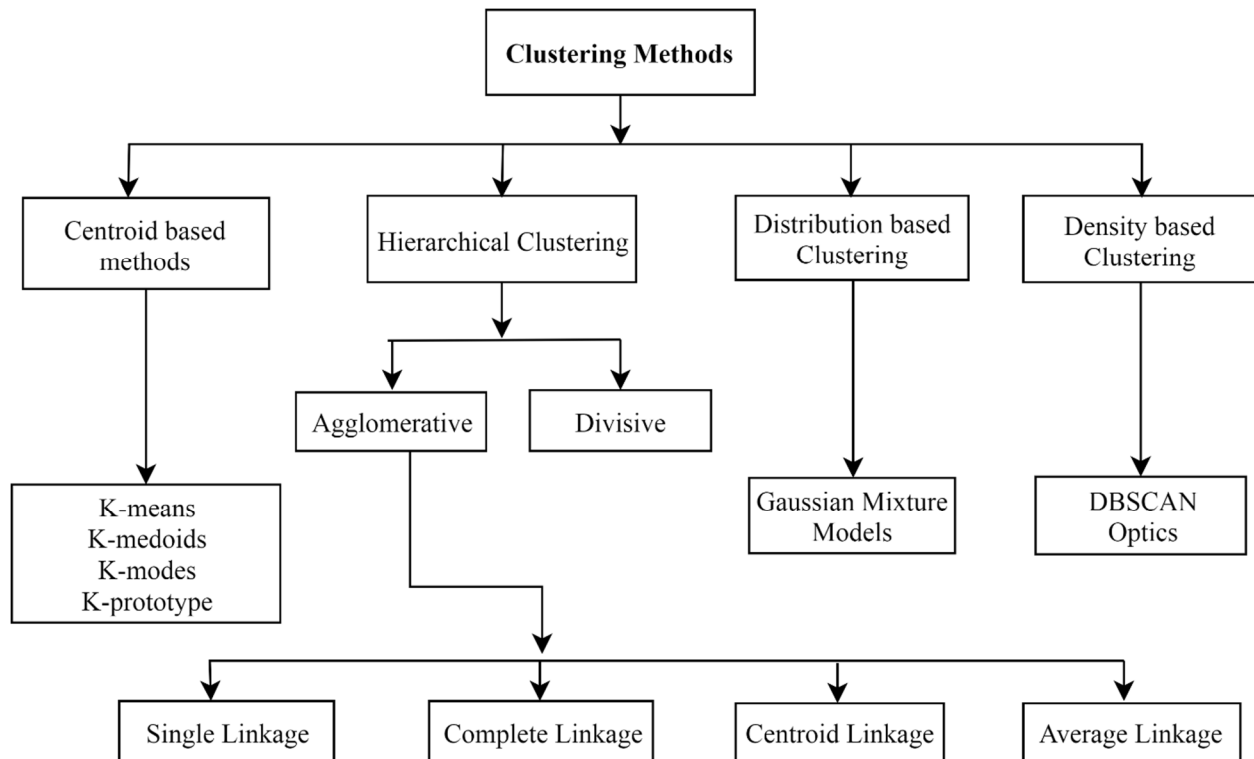 Clustering Methods
Centroid based
methods
Hierarchical Clustering
Distribution based
Clustering
Density based
Clustering
Agglomerative
Divisive
K-means
K-medoids
K-modes
K-prototype
Gaussian Mixture
Models
DBSCAN
Optics
Single Linkage
Complete Linkage
Centroid Linkage
Average Linkage